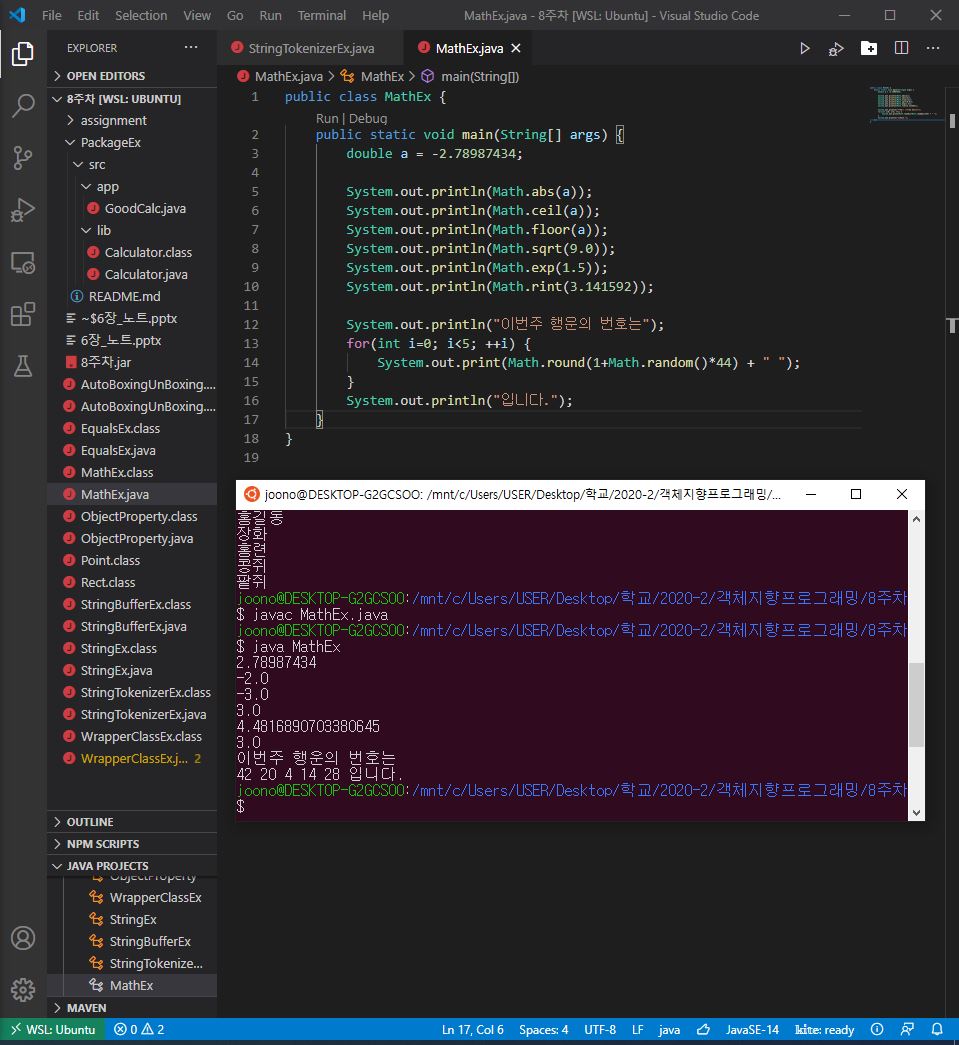 File Edit Selection View Go Run Terminal Help MathEx.java - 8주차 [WSL: Ubuntu] - Visual Studio Code
EXPLORER
OPEN EDITORS
8주차 [WSL: UBUNTU]
assignment
PackageEx
src
app
GoodCalc.java
lib
Calculator.class
Calculator.java
README.md
~$6장_노트.pptx
6장_노트.pptx
8주차.jar
AutoBoxingUnBoxing....
AutoBoxingUnBoxing....
EqualsEx.class
EqualsEx.java
MathEx.class
MathEx.java
ObjectProperty.class
ObjectProperty.java
Point.class
Rect.class
StringBufferEx.class
StringBufferEx.java
StringEx.class
StringEx.java
StringTokenizerEx.class
StringTokenizerEx.java
WrapperClassEx.class
WrapperClassEx.j... 2
OUTLINE
NPM SCRIPTS
JAVA PROJECTS
ObjectProperty
WrapperClassEx
StringEx
StringBufferEx
StringTokenize...
MathEx
MAVEN
StringTokenizerEx.java MathEx.java
MathEx.java > MathEx > main(String[])
1 public class MathEx {
Run | Debug
2 public static void main(String[] args) {
3 double a = -2.78987434;
4
5 System.out.println(Math.abs(a));
6 System.out.println(Math.ceil(a));
7 System.out.println(Math.floor(a));
8 System.out.println(Math.sqrt(9.0));
9 System.out.println(Math.exp(1.5));
10 System.out.println(Math.rint(3.141592));
11
12 System.out.println("이번주 행운의 번호는");
13 for(int i=0; i<5; ++i) {
14 System.out.print(Math.round(1+Math.random()*44) + " ");
15 }
16 System.out.println("입니다.");
17 }
18 }
19
joono@DESKTOP-G2GCSOO: /mnt/c/Users/USER/Desktop/학교/2020-2/객체지향프로그래밍/...
홍길동
장화
홍련
콩쥐
팥쥐
joono@DESKTOP-G2GCSOO:/mnt/c/Users/USER/Desktop/학교/2020-2/객체지향프로그래밍/8주차
$ javac MathEx.java
joono@DESKTOP-G2GCSOO:/mnt/c/Users/USER/Desktop/학교/2020-2/객체지향프로그래밍/8주차
$ java MathEx
2.78987434
-2.0
-3.0
3.0
4.4816890703380645
3.0
이번주 행운의 번호는
42 20 4 14 28 입니다.
joono@DESKTOP-G2GCSOO:/mnt/c/Users/USER/Desktop/학교/2020-2/객체지향프로그래밍/8주차
$
WSL: Ubuntu 0 2 Ln 17, Col 6 Spaces: 4 UTF-8 LF java JavaSE-14 kite: ready